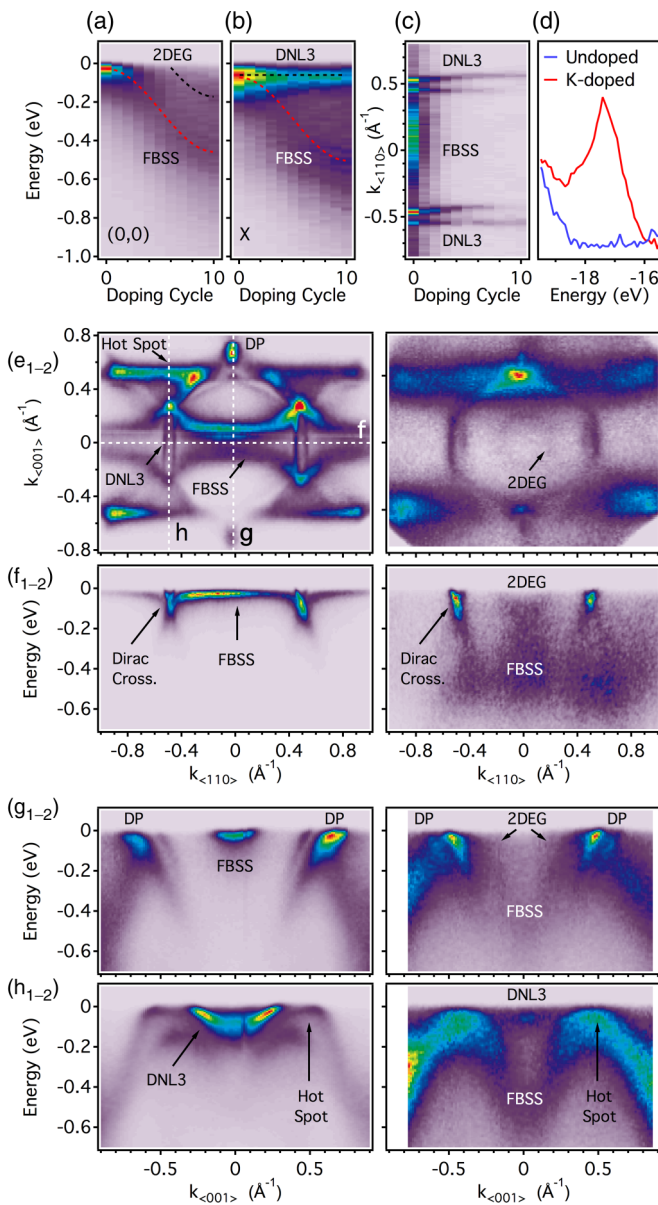 (a) (b) (c) (d)
2DEG DNL3 DNL3 Undoped
K-doped
Energy (eV)
0
-0.2
-0.4
-0.6
-0.8
-1.0
FBSS FBSS FBSS
(0,0) X DNL3
k<110> (Å⁻¹)
0.5
0
-0.5
0 10 0 10 0 10 -18 -16
Doping Cycle Doping Cycle Doping Cycle Energy (eV)
(e₁₋₂)
Hot Spot DP
k<001> (Å⁻¹)
0.8
0.4
0
-0.4
-0.8
f
DNL3
FBSS
h g
2DEG
(f₁₋₂)
Energy (eV)
0
-0.2
-0.4
-0.6
Dirac
Cross.
FBSS
2DEG
Dirac
Cross.
FBSS
-0.8 -0.4 0 0.4 0.8 -0.8 -0.4 0 0.4 0.8
k<110> (Å⁻¹) k<110> (Å⁻¹)
(g₁₋₂)
DP DP DP 2DEG DP
Energy (eV)
0
-0.2
-0.4
-0.6
FBSS
FBSS
(h₁₋₂)
DNL3
Energy (eV)
0
-0.2
-0.4
-0.6
DNL3
Hot
Spot
FBSS
Hot
Spot
-0.5 0 0.5 -0.5 0 0.5
k<001> (Å⁻¹) k<001> (Å⁻¹)